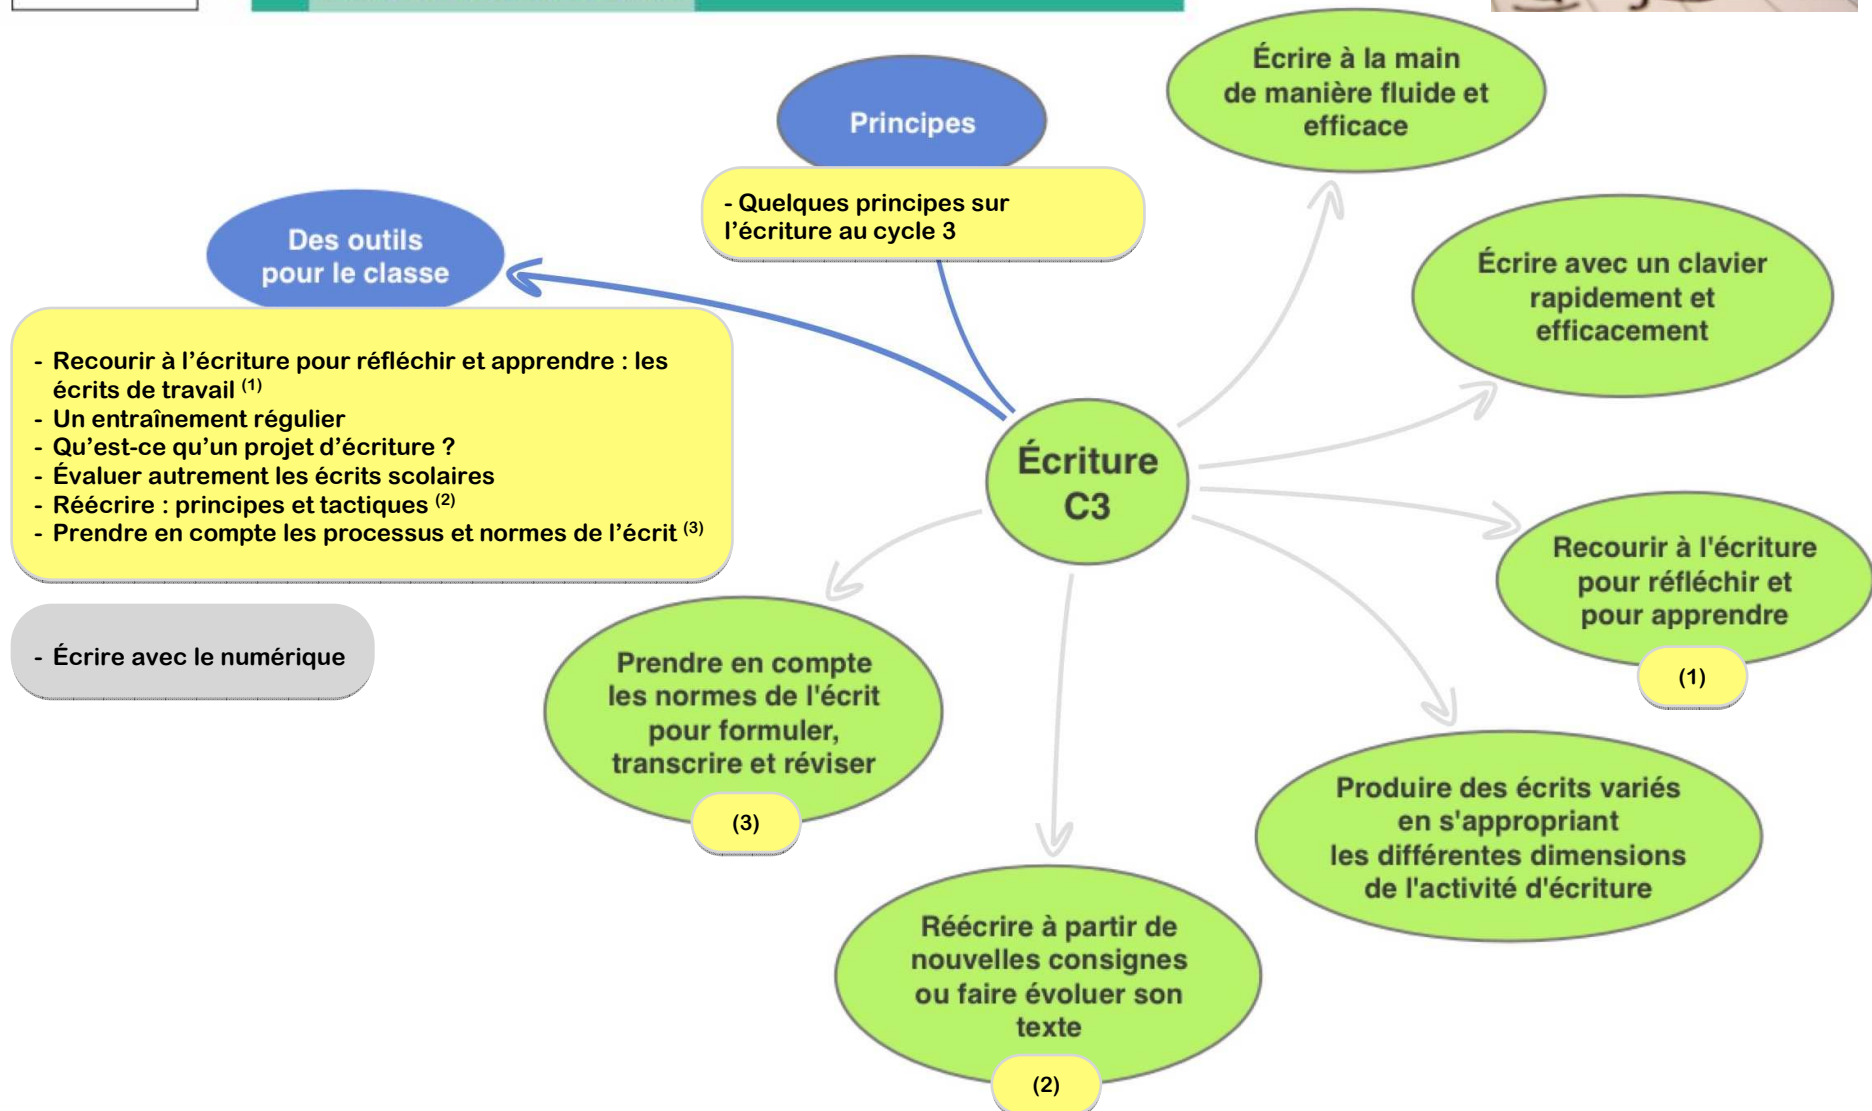 Écrire à la main
de manière fluide et
efficace
Principes
- Quelques principes sur
l'écriture au cycle 3
Des outils
pour le classe
Écrire avec un clavier
rapidement et
efficacement
- Recourir à l'écriture pour réfléchir et apprendre : les
écrits de travail (1)
- Un entraînement régulier
- Qu'est-ce qu'un projet d'écriture ?
- Évaluer autrement les écrits scolaires
- Réécrire : principes et tactiques (2)
- Prendre en compte les processus et normes de l'écrit (3)
Écriture
C3
Recourir à l'écriture
pour réfléchir et
pour apprendre
(1)
- Écrire avec le numérique
Prendre en compte
les normes de l'écrit
pour formuler,
transcrire et réviser
(3)
Produire des écrits variés
en s'appropriant
les différentes dimensions
de l'activité d'écriture
Réécrire à partir de
nouvelles consignes
ou faire évoluer son
texte
(2)